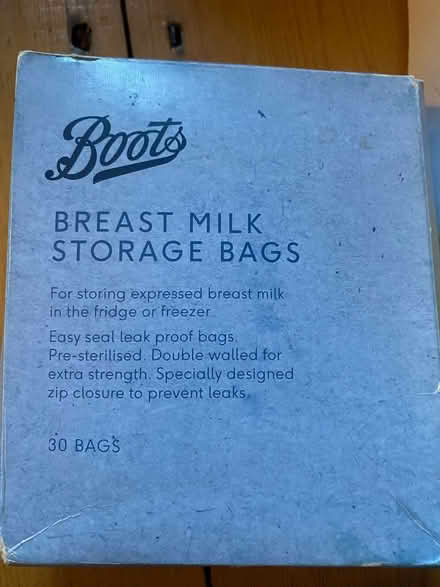 Boots
BREAST MILK
STORAGE BAGS
For storing expressed breast milk
in the fridge or freezer
Easy seal leak proof bags.
Pre-sterilised. Double walled for
extra strength. Specially designed
zip closure to prevent leaks.
30 BAGS